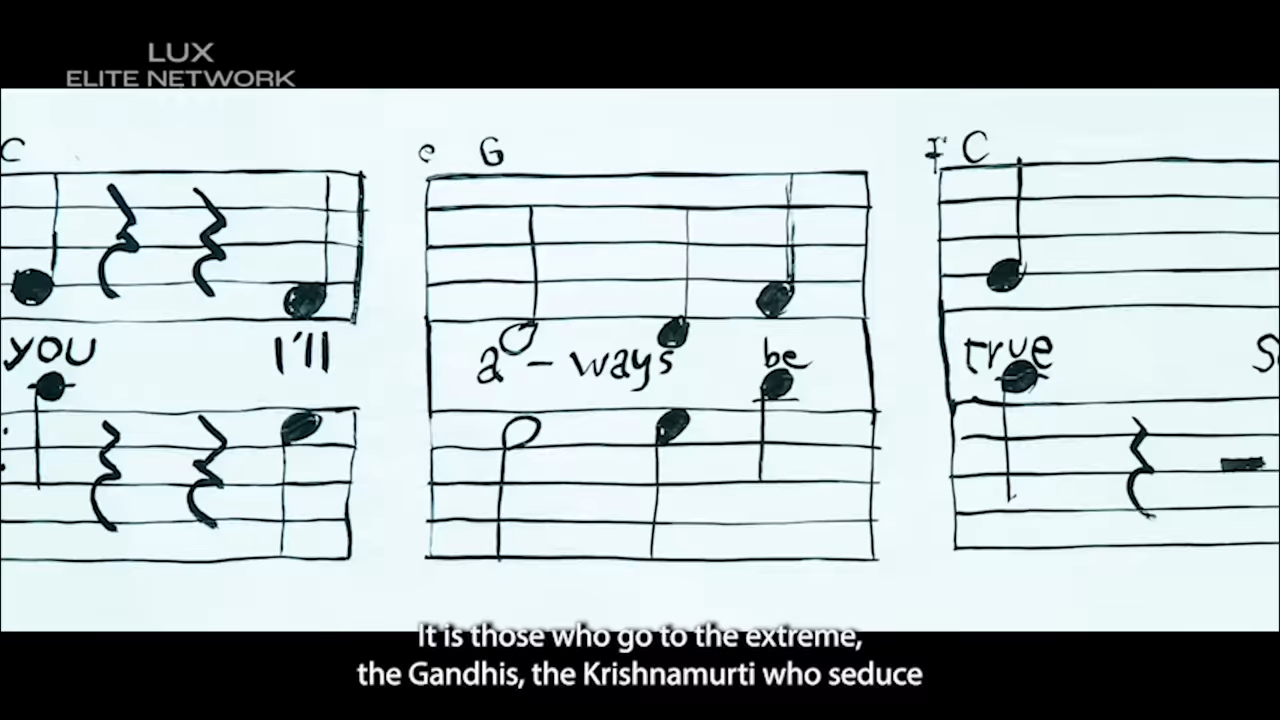 LUX
ELITE NETWORK
C e G F C
you I'll a - ways be true
It is those who go to the extreme,
the Gandhis, the Krishnamurti who seduce